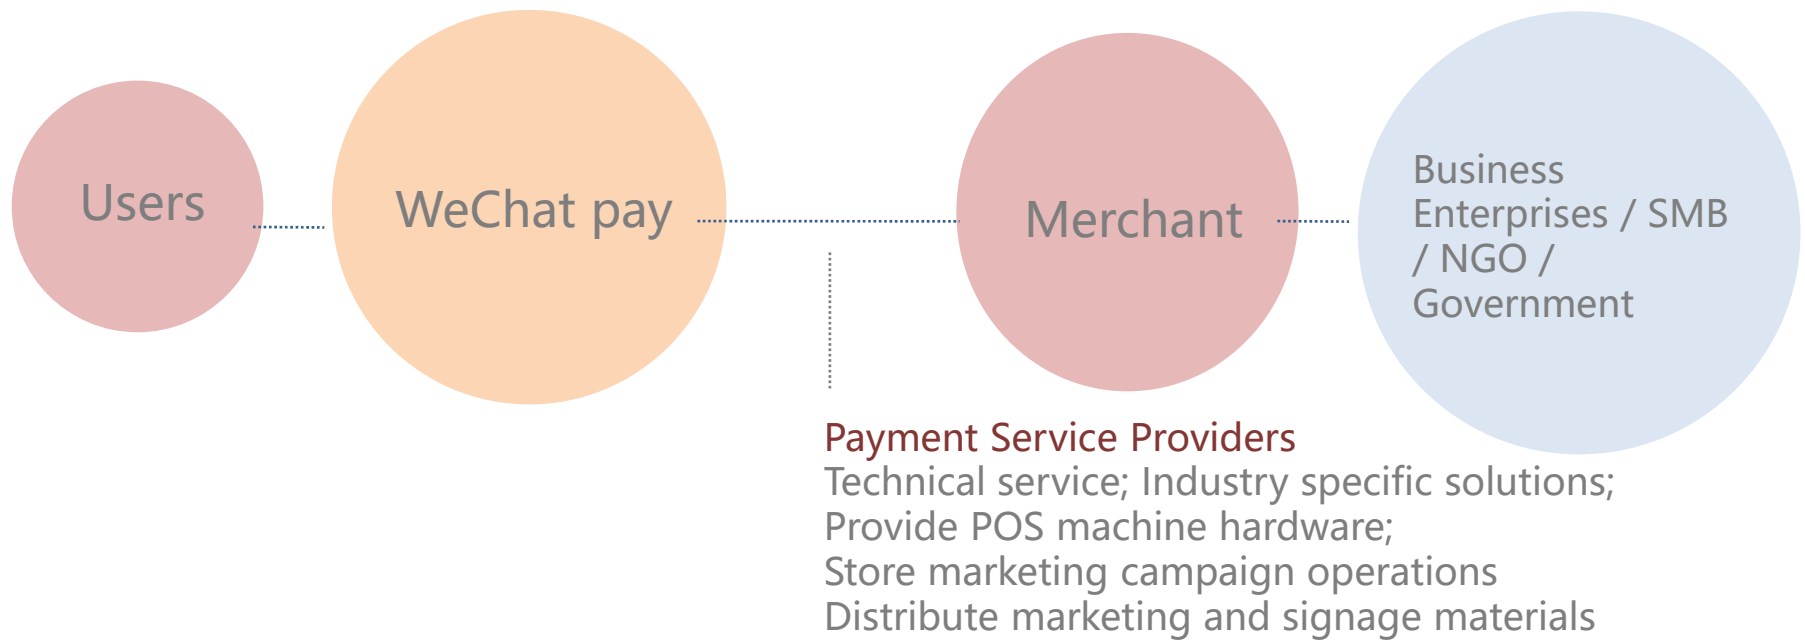 Users
WeChat pay
Merchant
Business
Enterprises / SMB
/ NGO /
Government
Payment Service Providers
Technical service; Industry specific solutions;
Provide POS machine hardware;
Store marketing campaign operations
Distribute marketing and signage materials